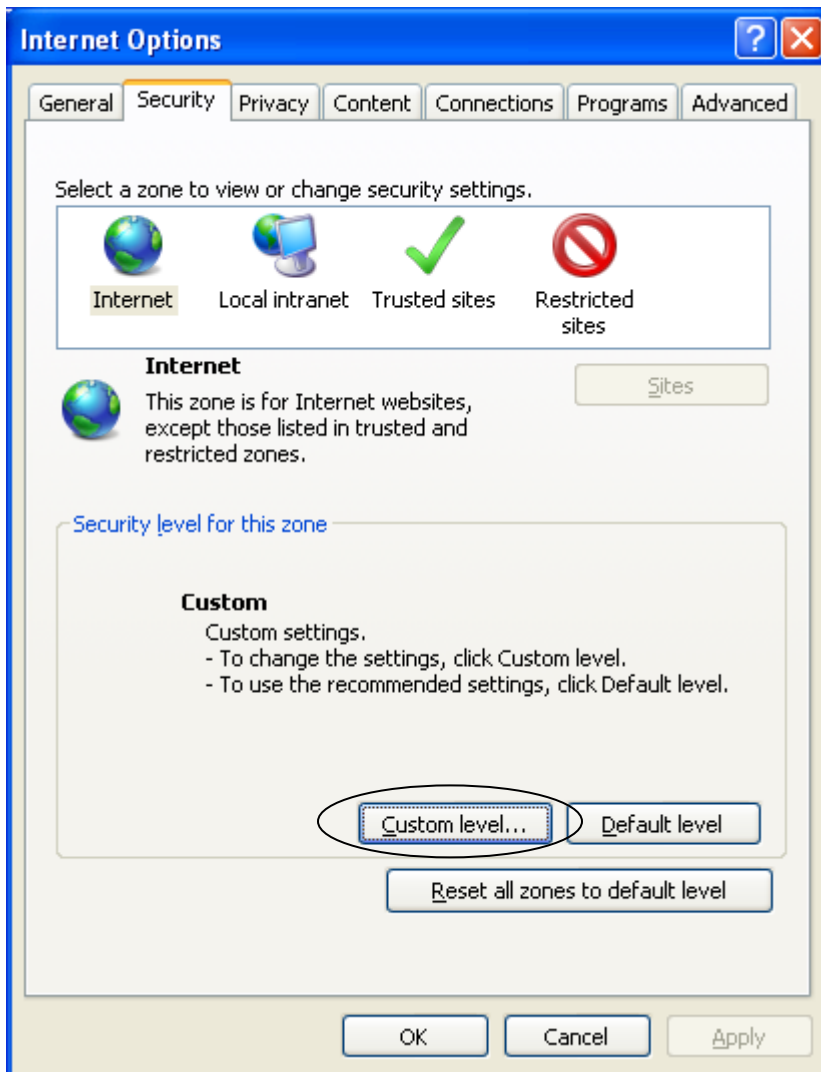 Internet Options
General Security Privacy Content Connections Programs Advanced
Select a zone to view or change security settings.
Internet Local intranet Trusted sites Restricted
sites
Internet
Sites
This zone is for Internet websites,
except those listed in trusted and
restricted zones.
Security level for this zone
Custom
Custom settings.
- To change the settings, click Custom level.
- To use the recommended settings, click Default level.
Custom level... Default level
Reset all zones to default level
OK Cancel Apply